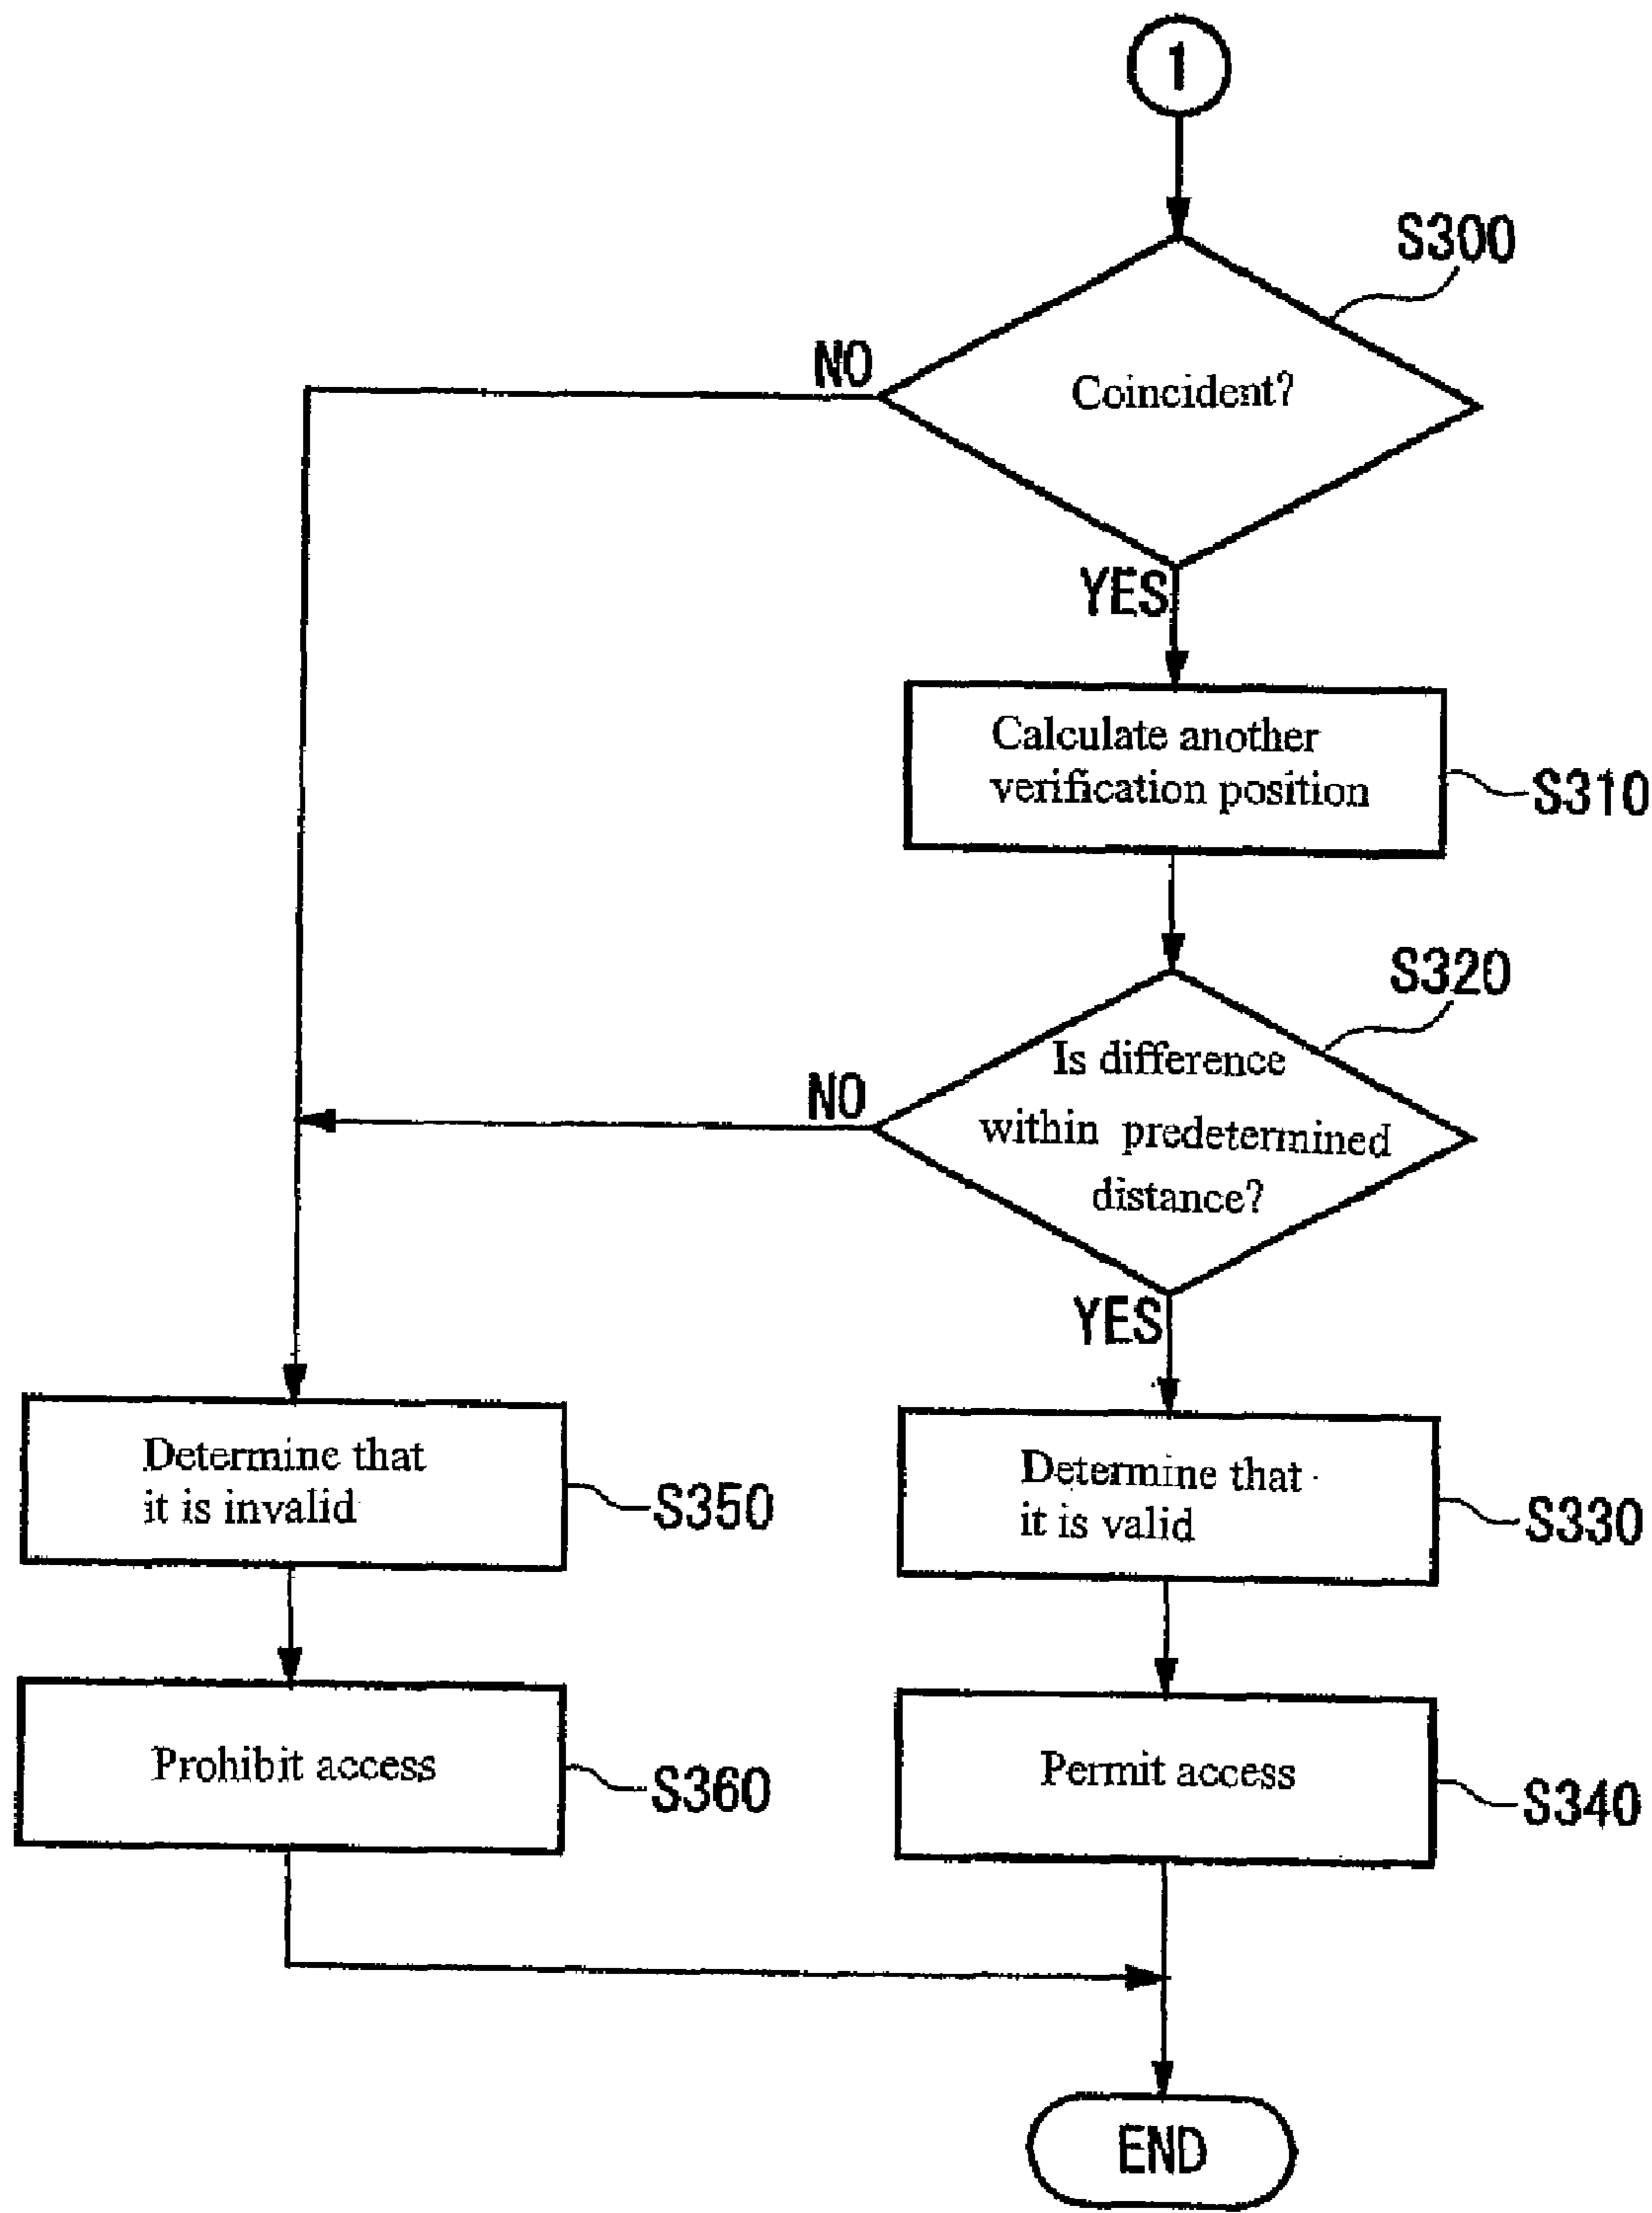 1
S300
NO
Coincident?
YES
Calculate another
verification position
S310
S320
NO
Is difference
within predetermined
distance?
YES
Determine that
it is invalid
S350
Determine that
it is valid
S330
Prohibit access
S360
Permit access
S340
END